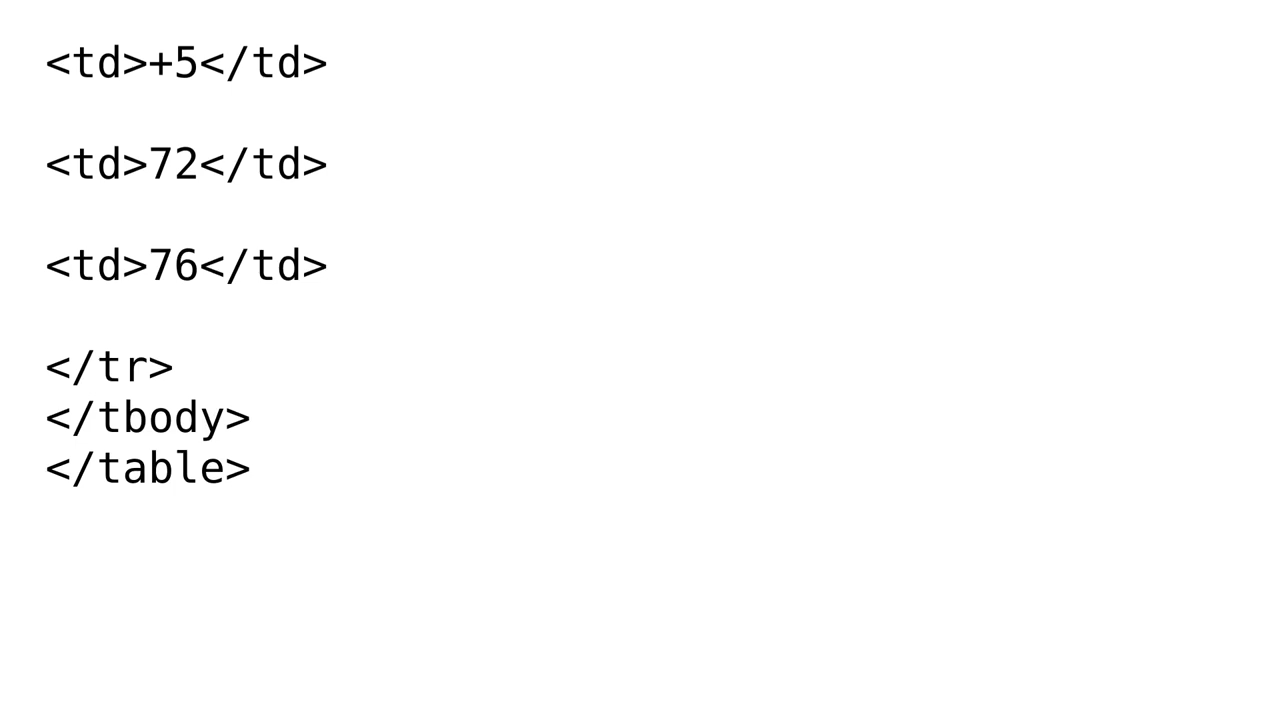 <td>+5</td>
<td>72</td>
<td>76</td>
</tr>
</tbody>
</table>